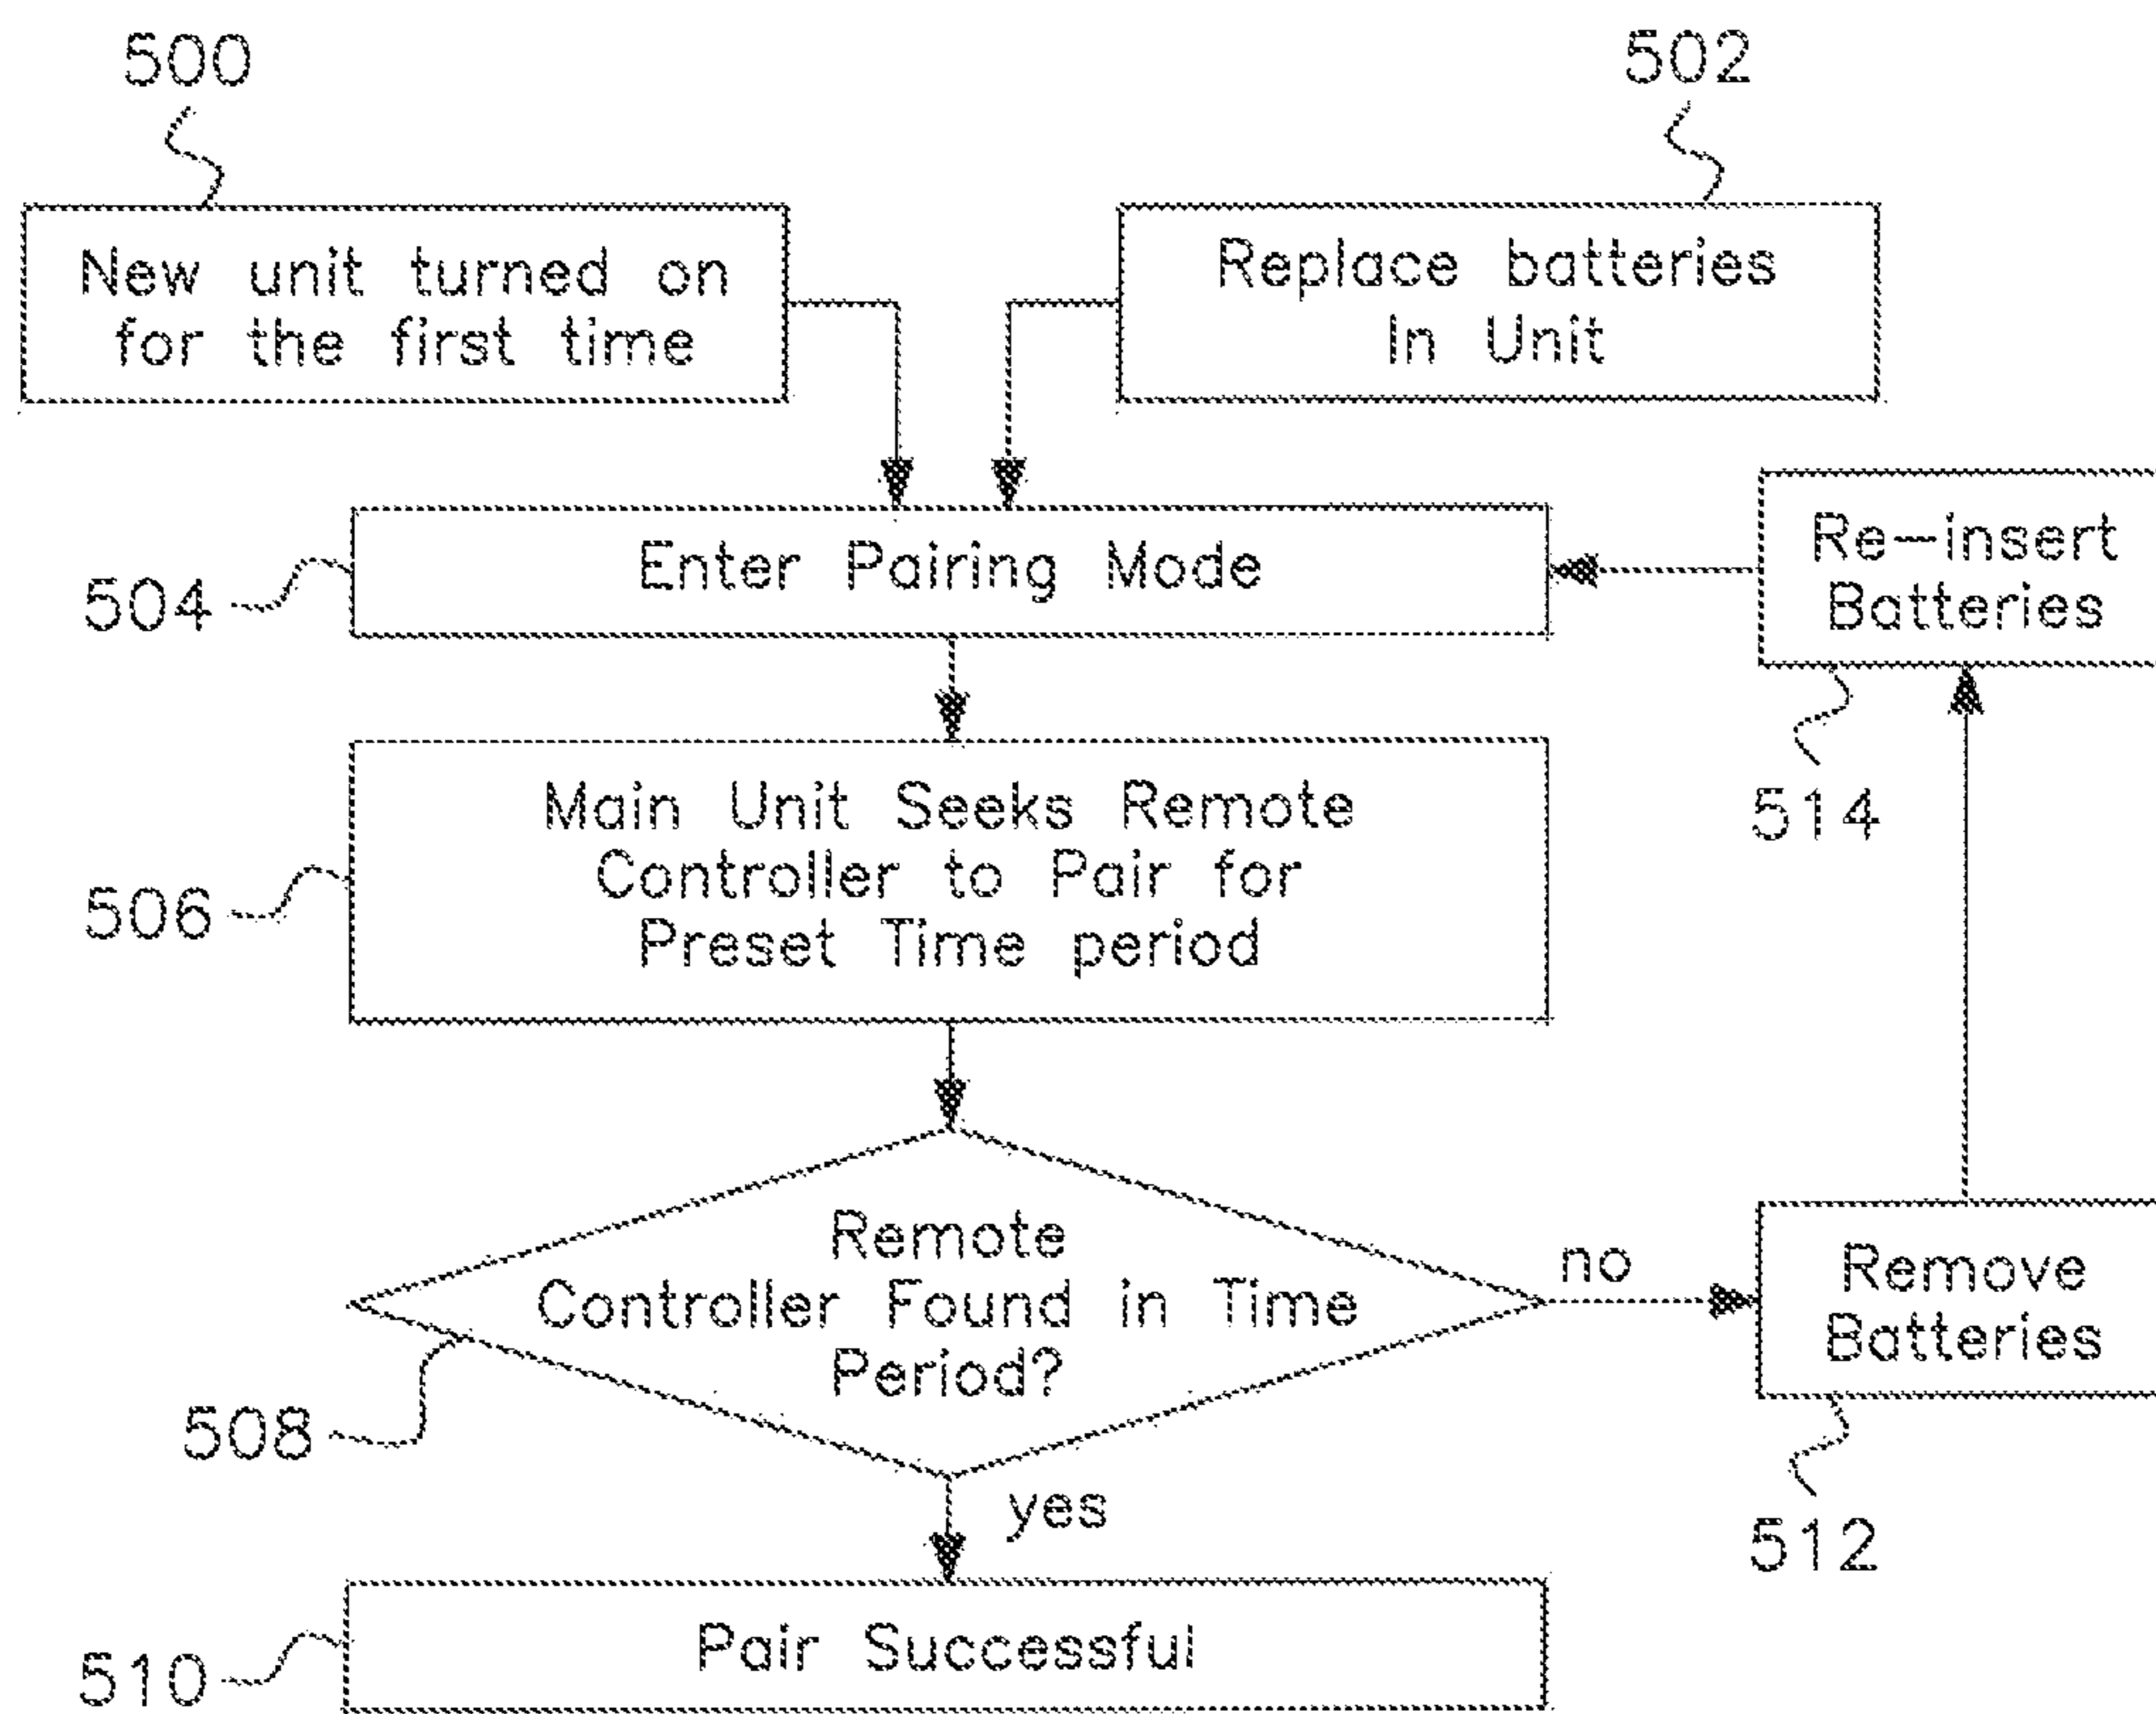 500
502
New unit turned on
for the first time
Replace batteries
In Unit
504
Enter Pairing Mode
Re-insert
Batteries
514
506
Main Unit Seeks Remote
Controller to Pair for
Preset Time period
508
Remote
Controller Found in Time
Period?
no
Remove
Batteries
512
yes
510
Pair Successful